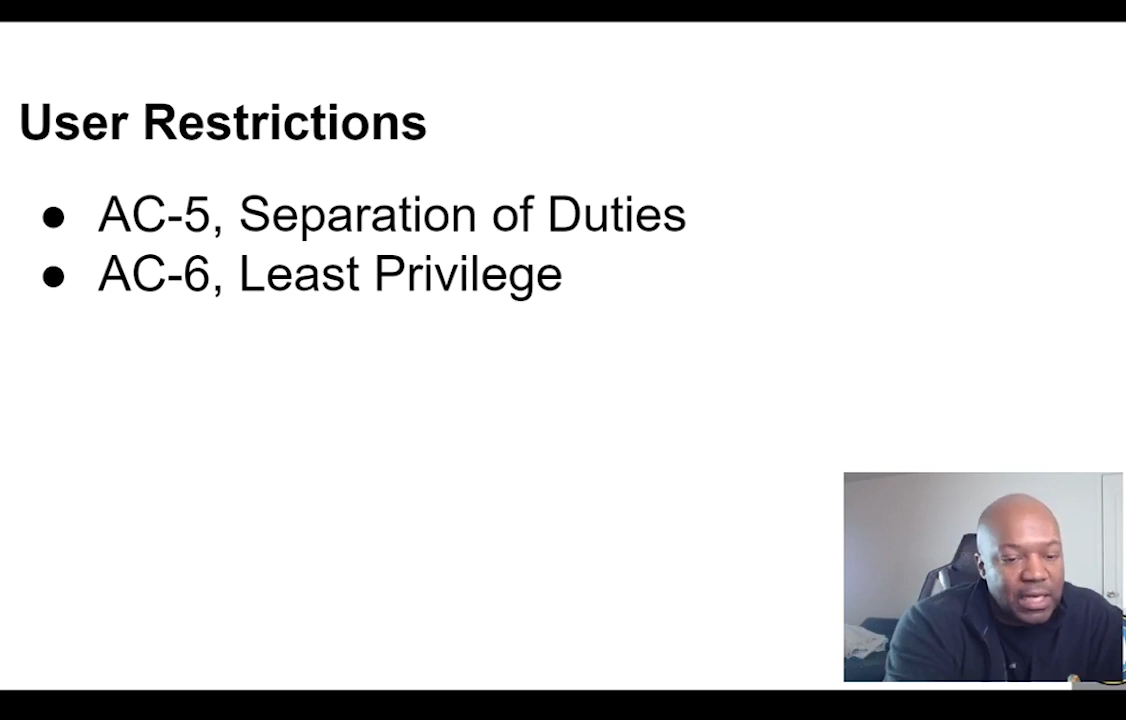 User Restrictions
● AC-5, Separation of Duties
● AC-6, Least Privilege